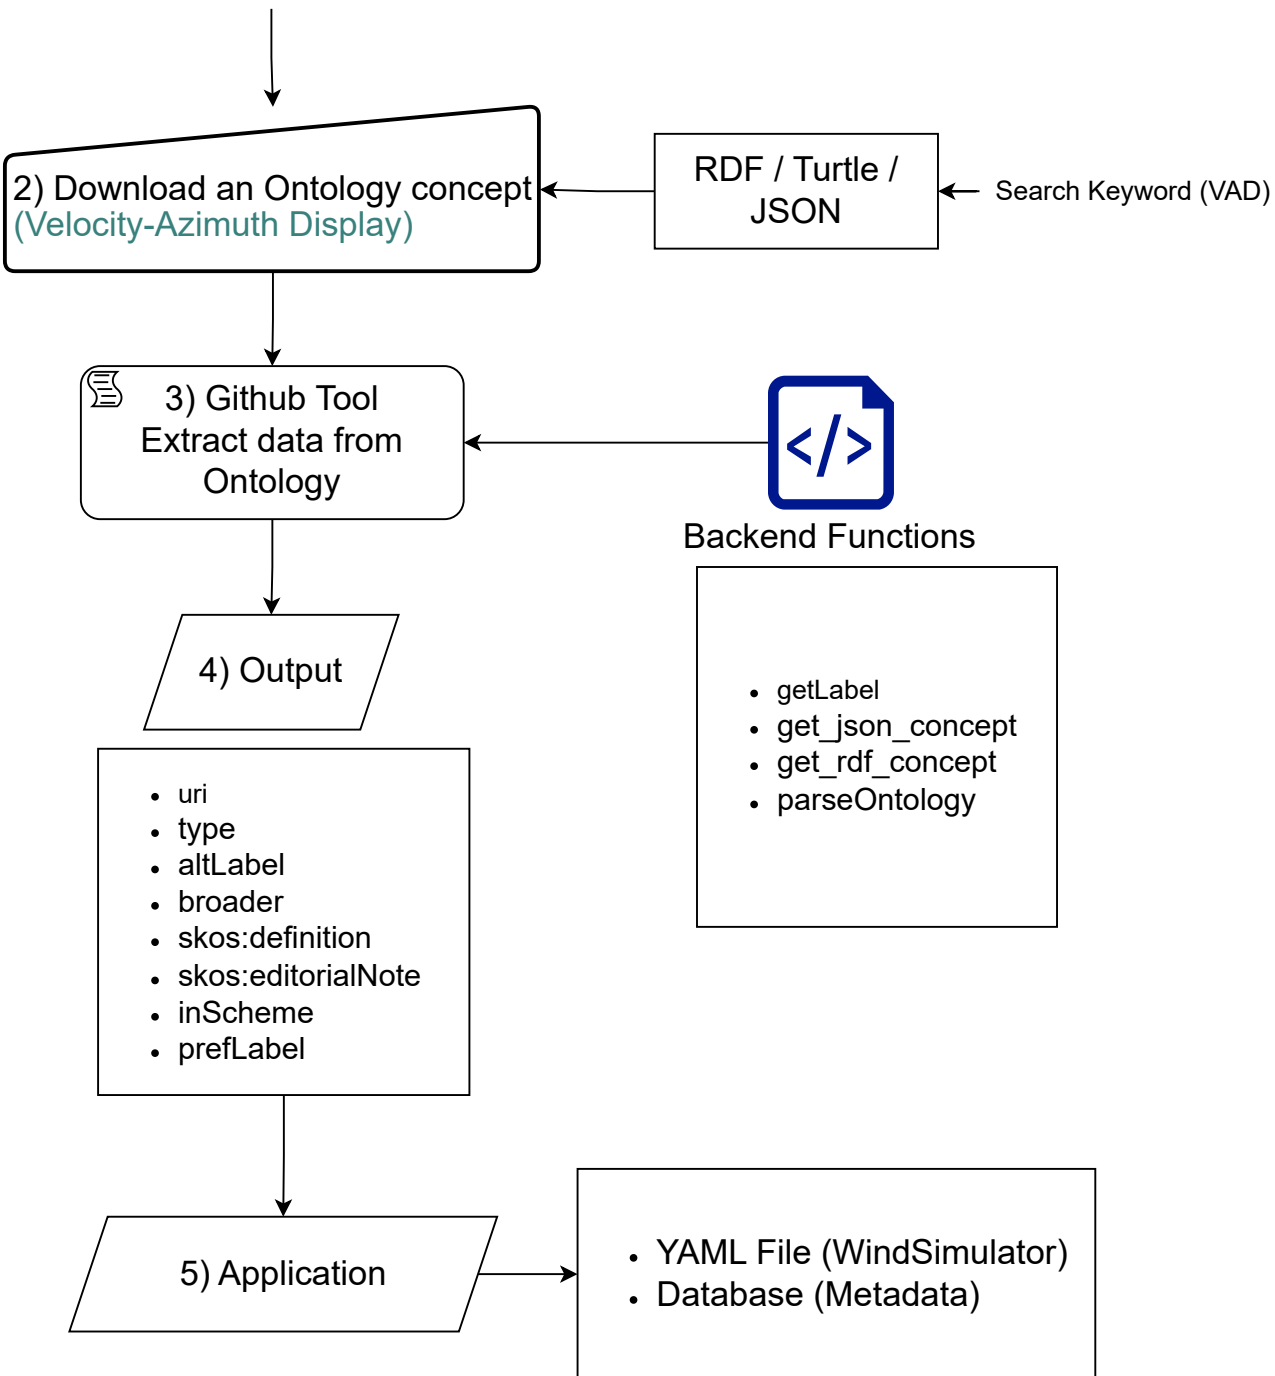 2) Download an Ontology concept
(Velocity-Azimuth Display)
RDF / Turtle /
JSON
Search Keyword (VAD)
3) Github Tool
Extract data from
Ontology
</>
Backend Functions
getLabel
get_json_concept
get_rdf_concept
parseOntology
4) Output
uri
type
altLabel
broader
skos:definition
skos:editorialNote
inScheme
prefLabel
5) Application
YAML File (WindSimulator)
Database (Metadata)